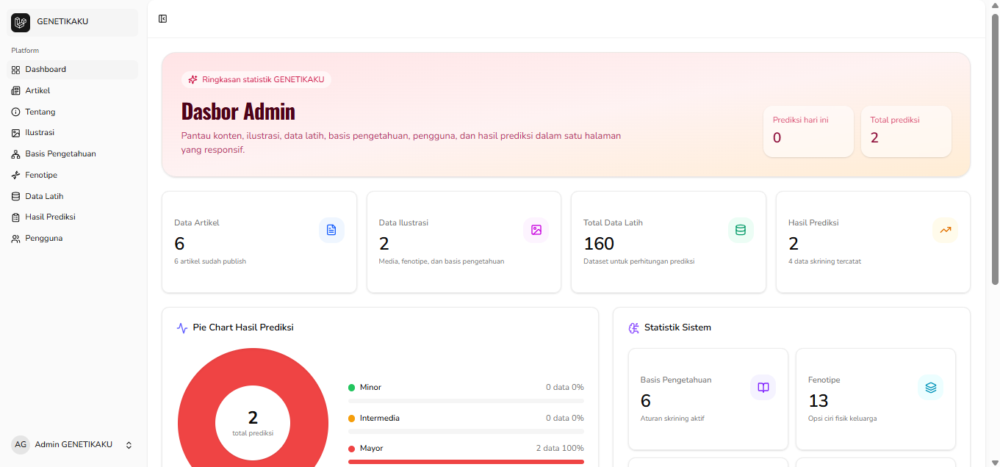 GENETIKAKU
Platform
Dashboard
Artikel
Tentang
Ilustrasi
Basis Pengetahuan
Fenotipe
Data Latih
Hasil Prediksi
Pengguna
AG
Admin GENETIKAKU
Ringkasan statistik GENETIKAKU
Dasbor Admin
Pantau konten, ilustrasi, data latih, basis pengetahuan, pengguna, dan hasil prediksi dalam satu halaman
yang responsif.
Prediksi hari ini
0
Total prediksi
2
Data Artikel
6
6 artikel sudah publish
Data Ilustrasi
2
Media, fenotipe, dan basis pengetahuan
Total Data Latih
160
Dataset untuk perhitungan prediksi
Hasil Prediksi
2
4 data skrining tercatat
Pie Chart Hasil Prediksi
2
total prediksi
Minor 0 data 0%
Intermedia 0 data 0%
Mayor 2 data 100%
Statistik Sistem
Basis Pengetahuan
6
Aturan skrining aktif
Fenotipe
13
Opsi ciri fisik keluarga